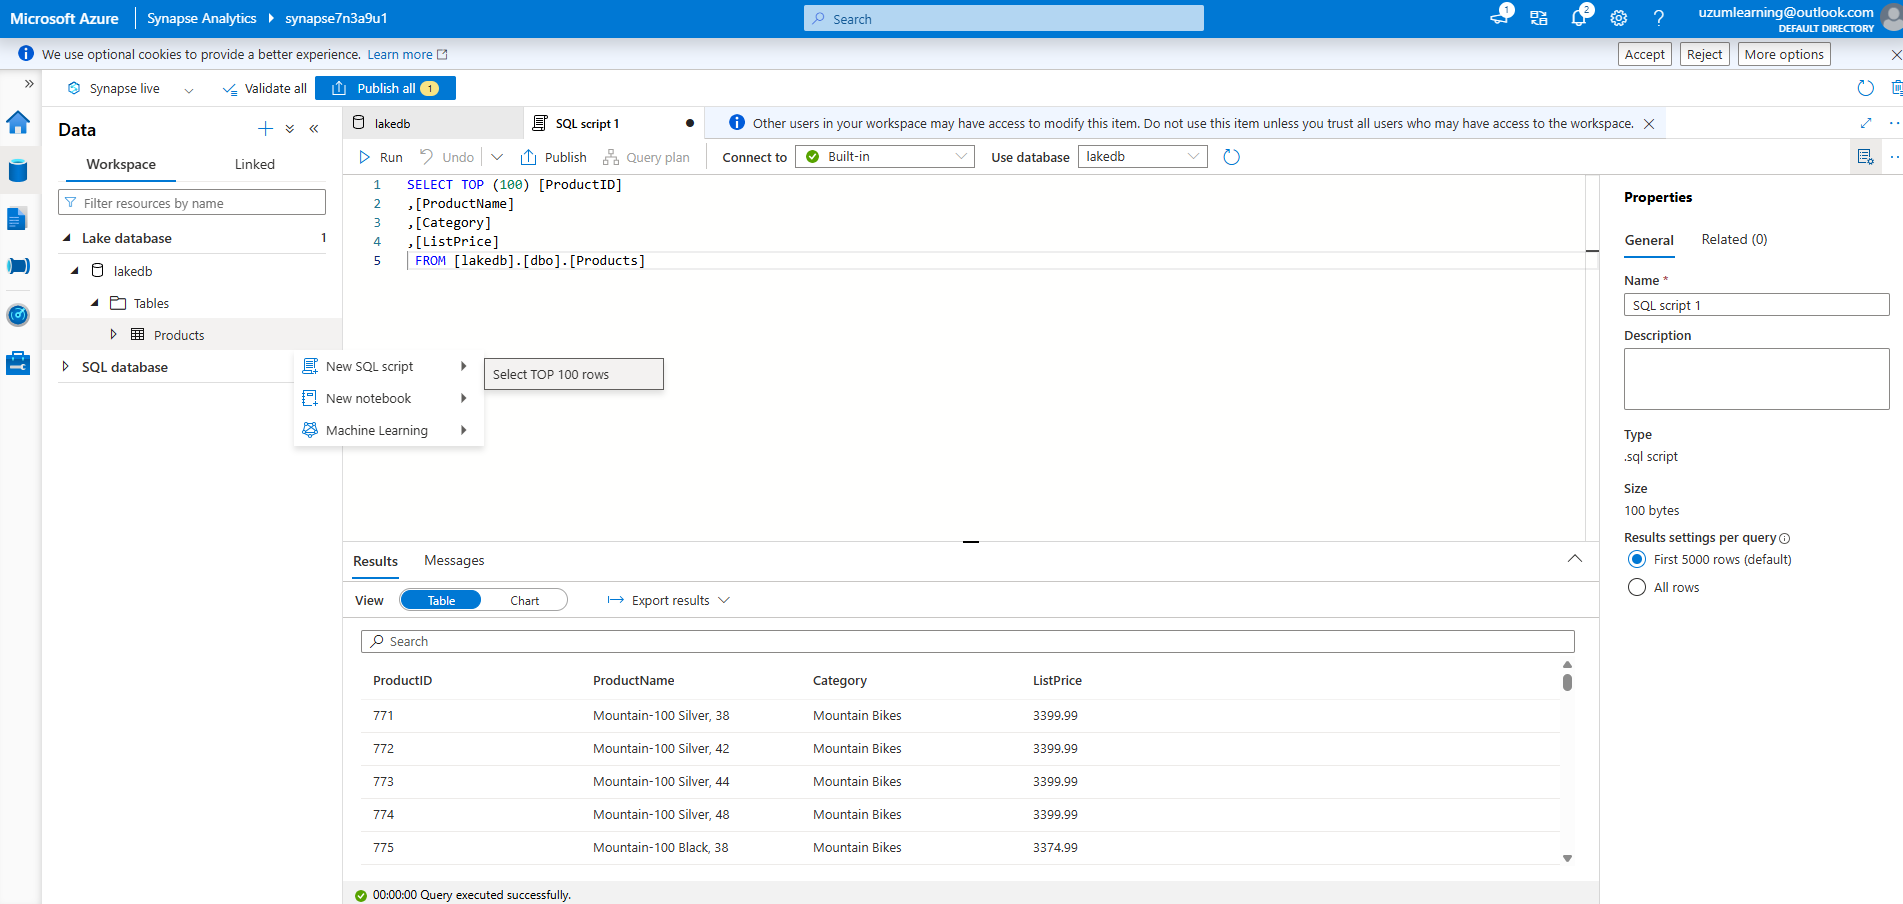 Microsoft Azure
Synapse Analytics
synapse7n3a9u1
Search
1
2
uzumlearning@outlook.com
DEFAULT DIRECTORY
We use optional cookies to provide a better experience. Learn more
Accept
Reject
More options
Synapse live
Validate all
Publish all 1
Data
Workspace
Linked
Filter resources by name
Lake database 1
lakedb
Tables
Products
SQL database
New SQL script
New notebook
Machine Learning
Select TOP 100 rows
lakedb
SQL script 1
Other users in your workspace may have access to modify this item. Do not use this item unless you trust all users who may have access to the workspace.
Run
Undo
Publish
Query plan
Connect to
Built-in
Use database
lakedb
1 SELECT TOP (100) [ProductID]
2 ,[ProductName]
3 ,[Category]
4 ,[ListPrice]
5 FROM [lakedb].[dbo].[Products]
Results
Messages
View
Table
Chart
Export results
Search
ProductID ProductName Category ListPrice
771 Mountain-100 Silver, 38 Mountain Bikes 3399.99
772 Mountain-100 Silver, 42 Mountain Bikes 3399.99
773 Mountain-100 Silver, 44 Mountain Bikes 3399.99
774 Mountain-100 Silver, 48 Mountain Bikes 3399.99
775 Mountain-100 Black, 38 Mountain Bikes 3374.99
00:00:00 Query executed successfully.
Properties
General
Related (0)
Name *
SQL script 1
Description
Type
.sql script
Size
100 bytes
Results settings per query
First 5000 rows (default)
All rows